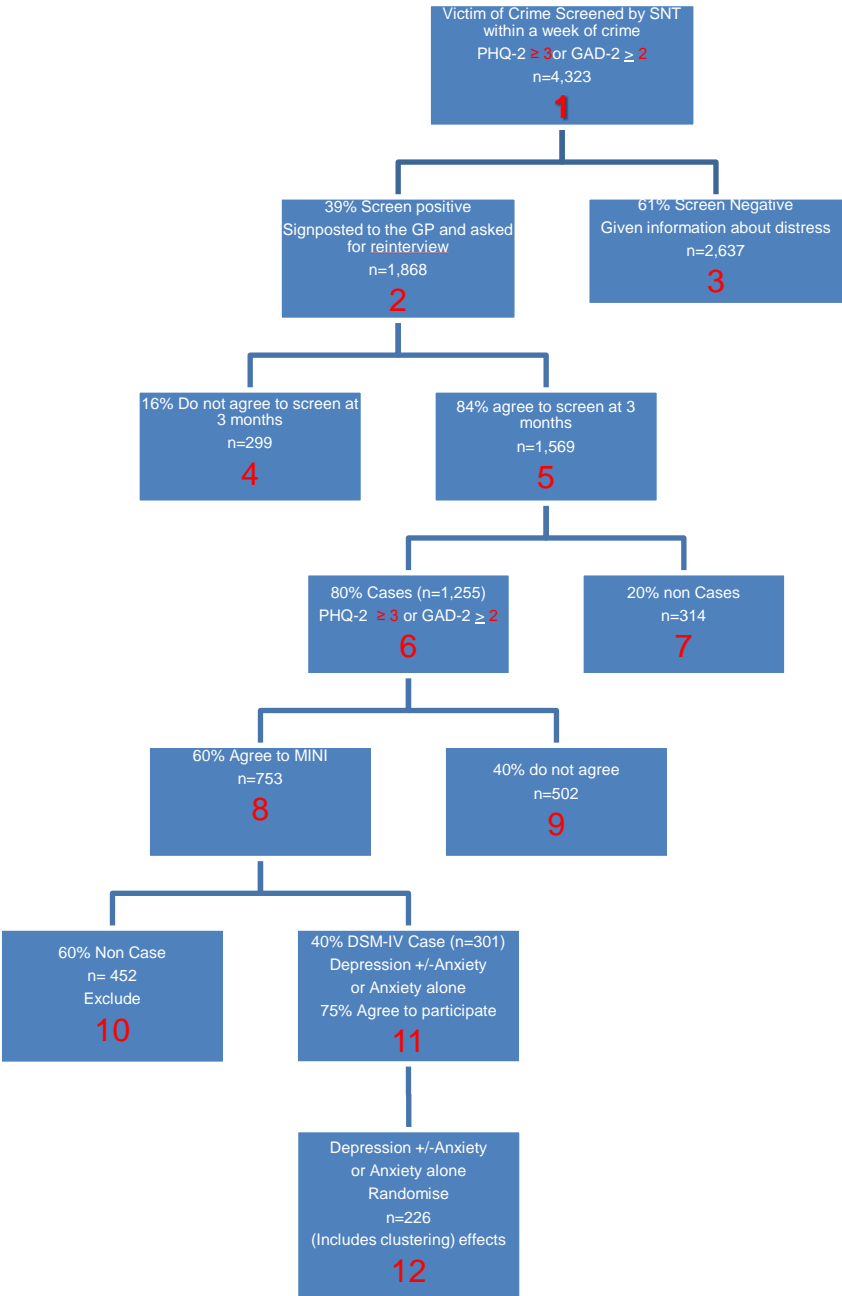 Victim of Crime Screened by SNT
within a week of crime
PHQ-2 ≥ 3or GAD-2 ≥ 2
n=4,323
1
39% Screen positive
Signposted to the GP and asked
for reinterview
n=1,868
2
61% Screen Negative
Given information about distress
n=2,637
3
16% Do not agree to screen at
3 months
n=299
4
84% agree to screen at 3
months
n=1,569
5
80% Cases (n=1,255)
PHQ-2 ≥ 3 or GAD-2 ≥ 2
6
20% non Cases
n=314
7
60% Agree to MINI
n=753
8
40% do not agree
n=502
9
60% Non Case
n= 452
Exclude
10
40% DSM-IV Case (n=301)
Depression +/-Anxiety
or Anxiety alone
75% Agree to participate
11
Depression +/-Anxiety
or Anxiety alone
Randomise
n=226
(Includes clustering) effects
12